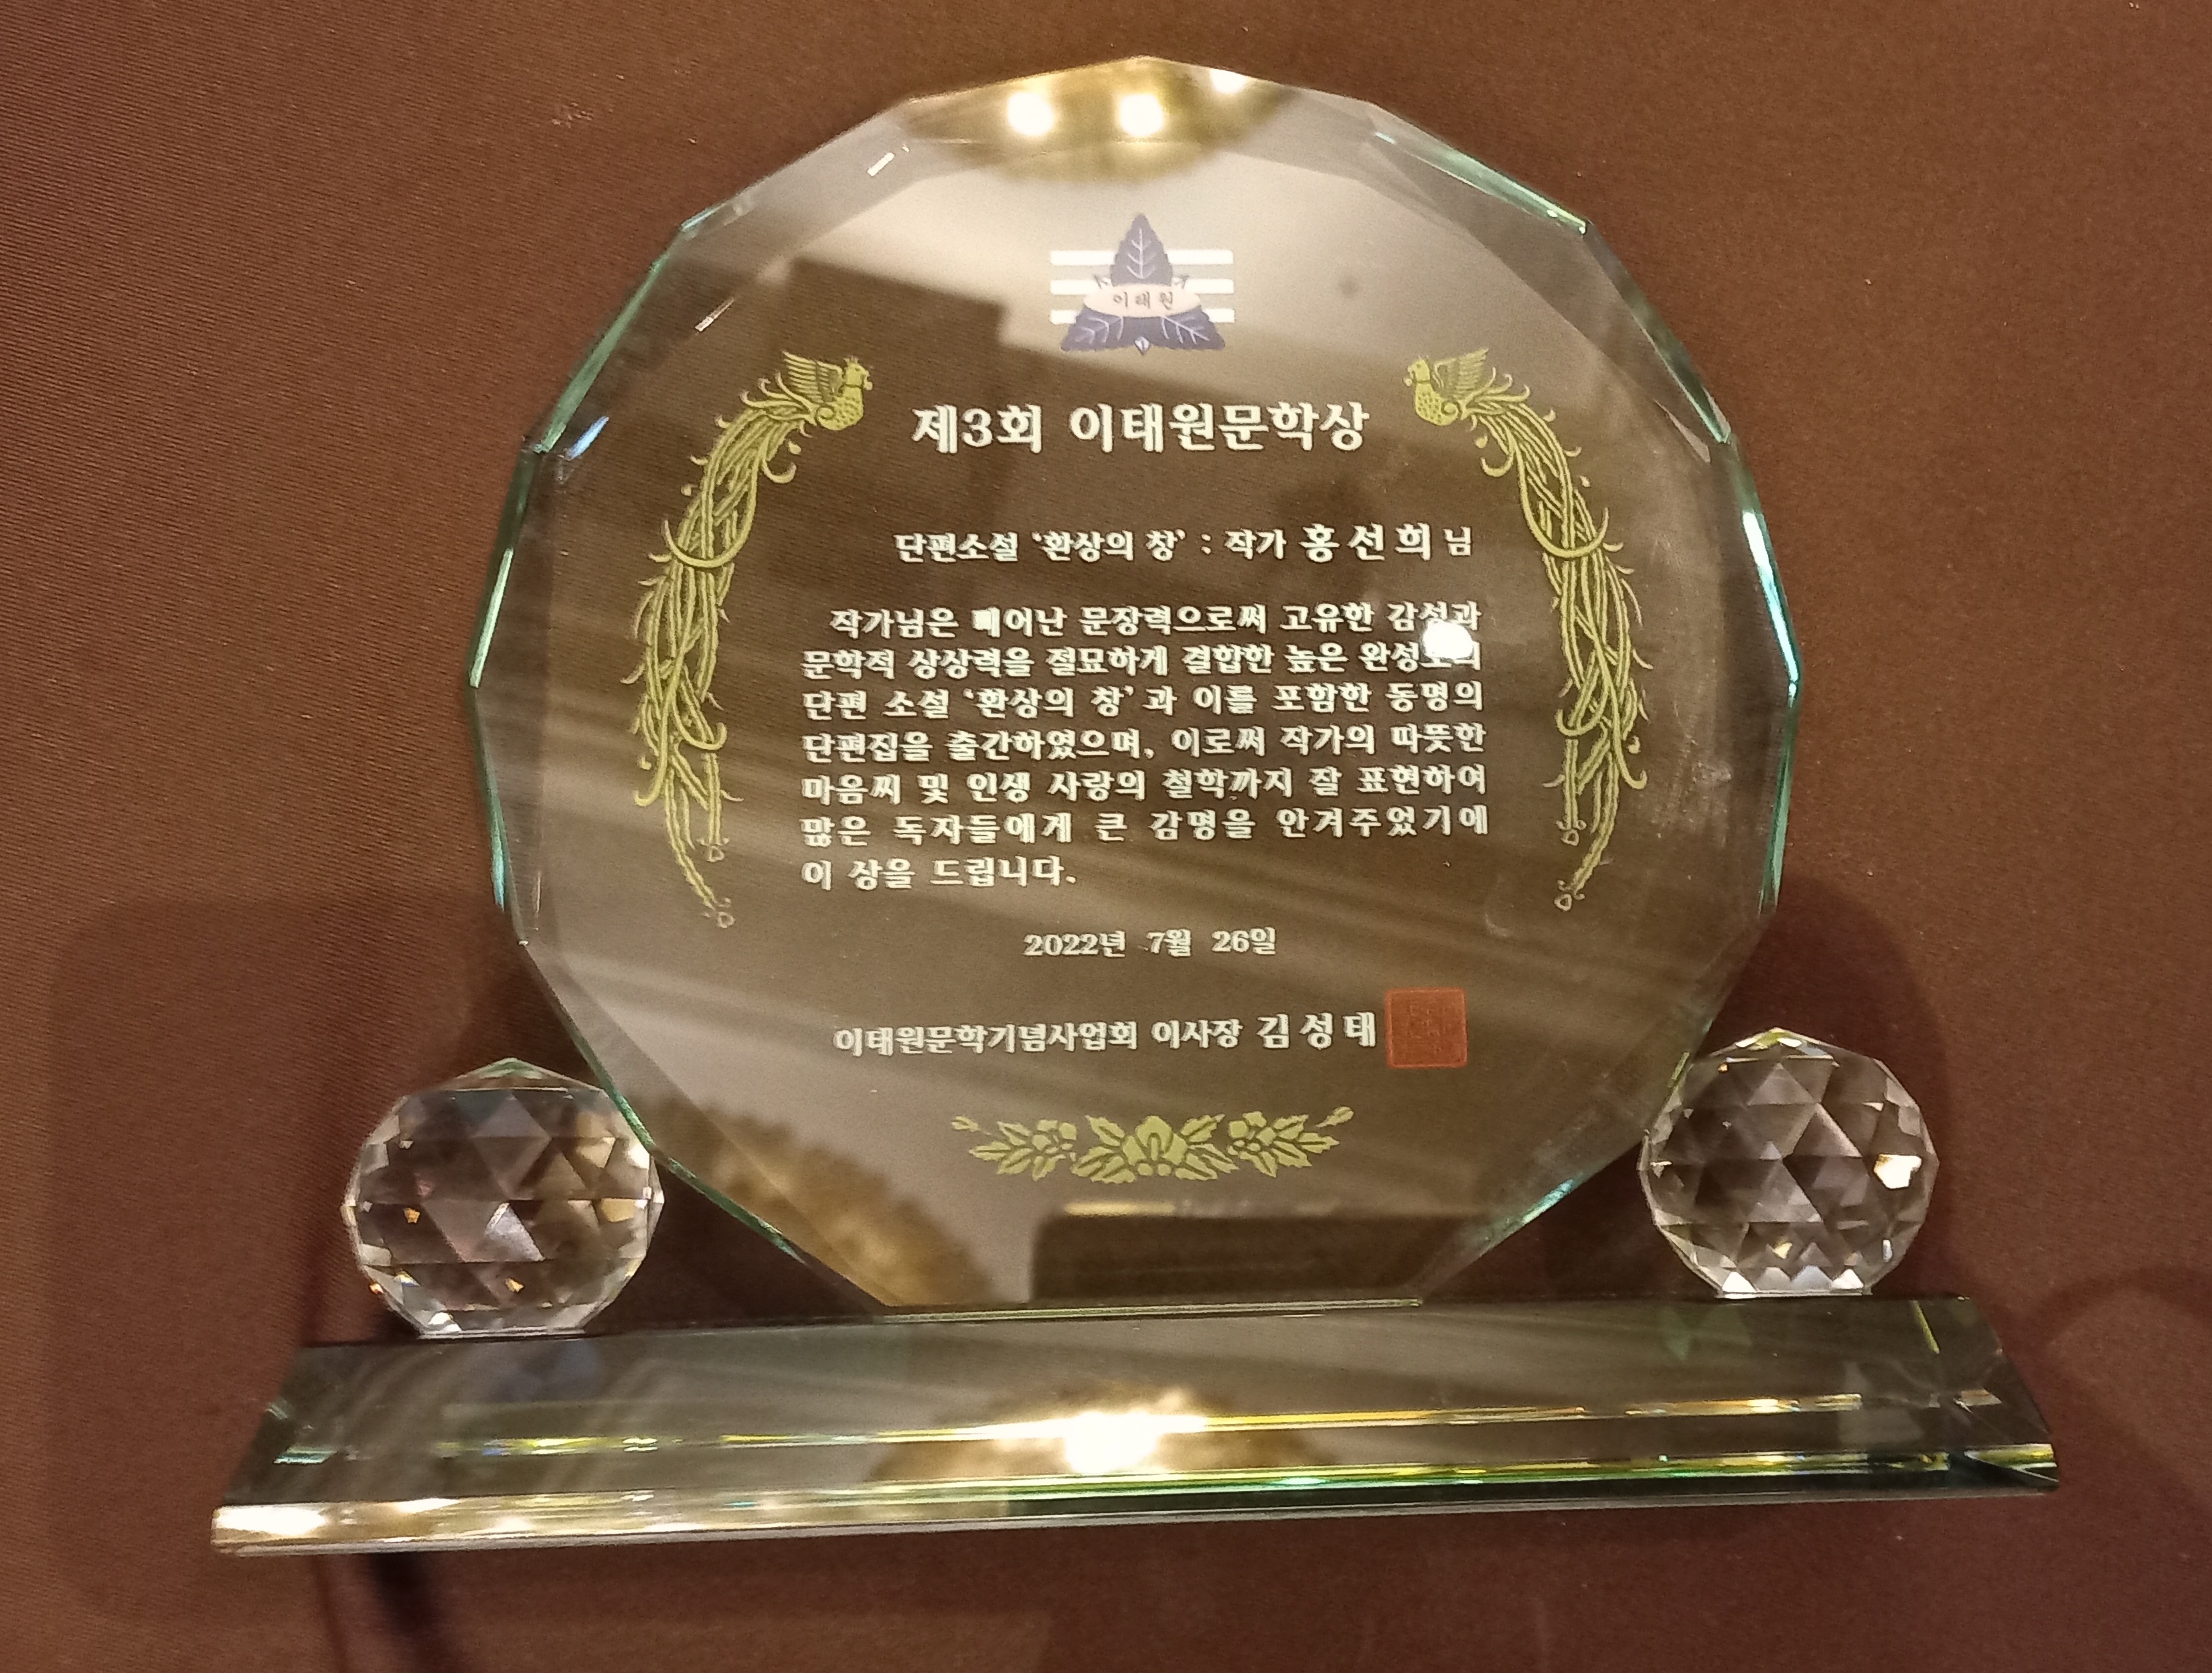 이태원
제3회 이태원문학상
단편소설 '환상의 창' : 작가 홍선희 님
작가님은 빼어난 문장력으로써 고유한 감성과
문학적 상상력을 절묘하게 결합한 높은 완성도의
단편 소설 '환상의 창' 과 이를 포함한 동명의
단편집을 출간하였으며, 이로써 작가의 따뜻한
마음씨 및 인생 사랑의 철학까지 잘 표현하여
많은 독자들에게 큰 감명을 안겨주었기에
이 상을 드립니다.
2022년 7월 26일
이태원문학기념사업회 이사장 김성태